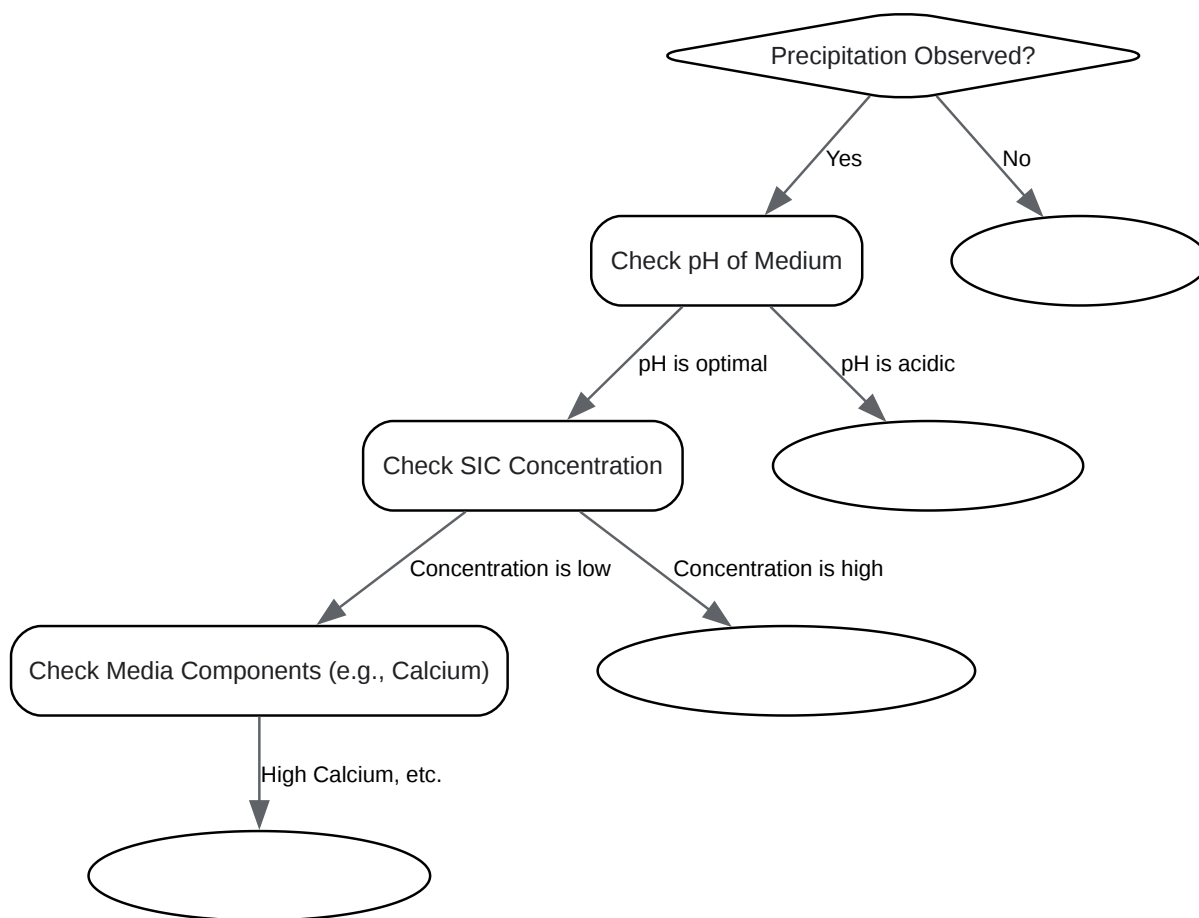 Precipitation Observed?
Yes
No
Check pH of Medium
pH is optimal
pH is acidic
Check SIC Concentration
Concentration is low
Concentration is high
Check Media Components (e.g., Calcium)
High Calcium, etc.